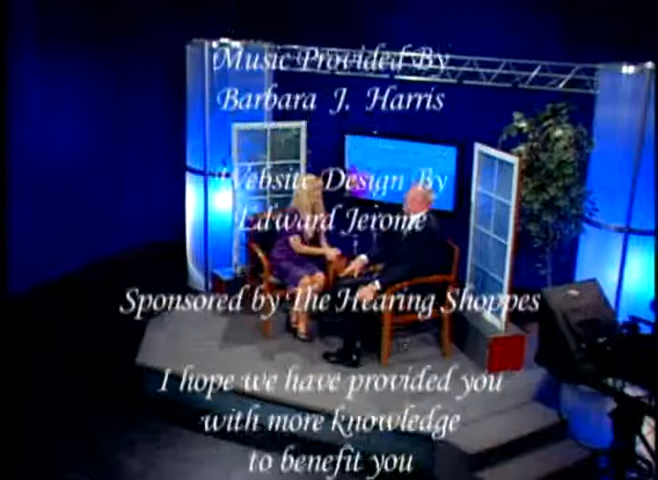 Music Provided By
Barbara J. Harris
Website Design By
Edward Jerome
Sponsored by The Hearing Shoppes
I hope we have provided you
with more knowledge
to benefit you